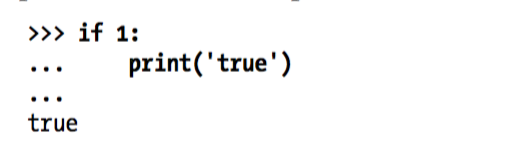 >>> if 1:
...     print('true')
...
true